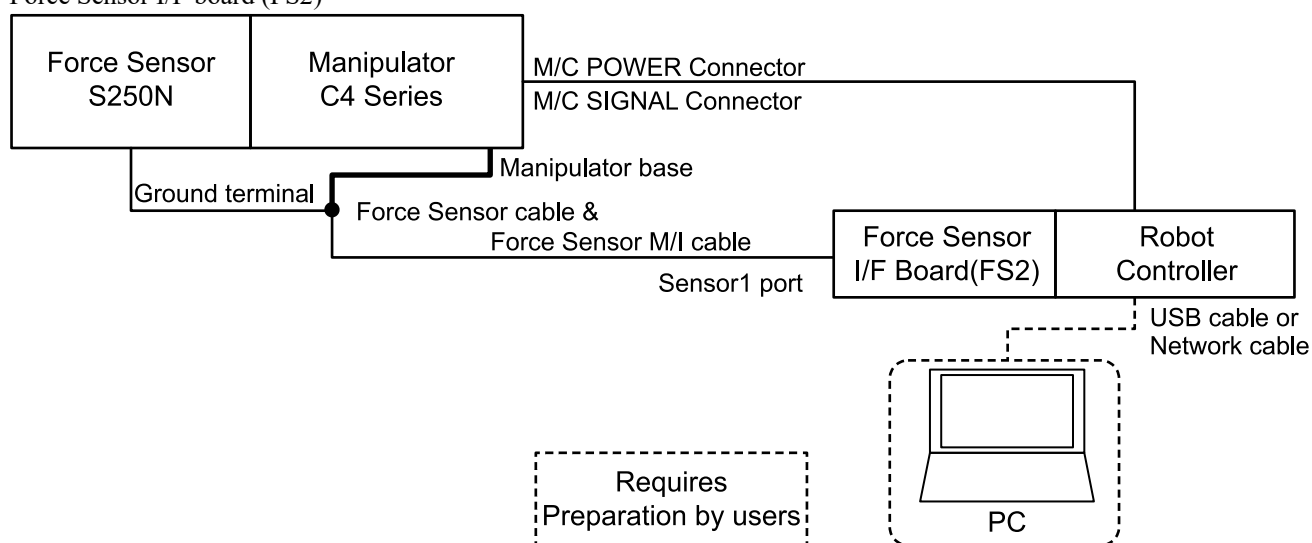 Force Sensor I/F board (FS2)
Force Sensor
S250N
Manipulator
C4 Series
M/C POWER Connector
M/C SIGNAL Connector
Manipulator base
Ground terminal
Force Sensor cable &
Force Sensor M/I cable
Sensor1 port
Force Sensor
I/F Board(FS2)
Robot
Controller
USB cable or
Network cable
Requires
Preparation by users
PC